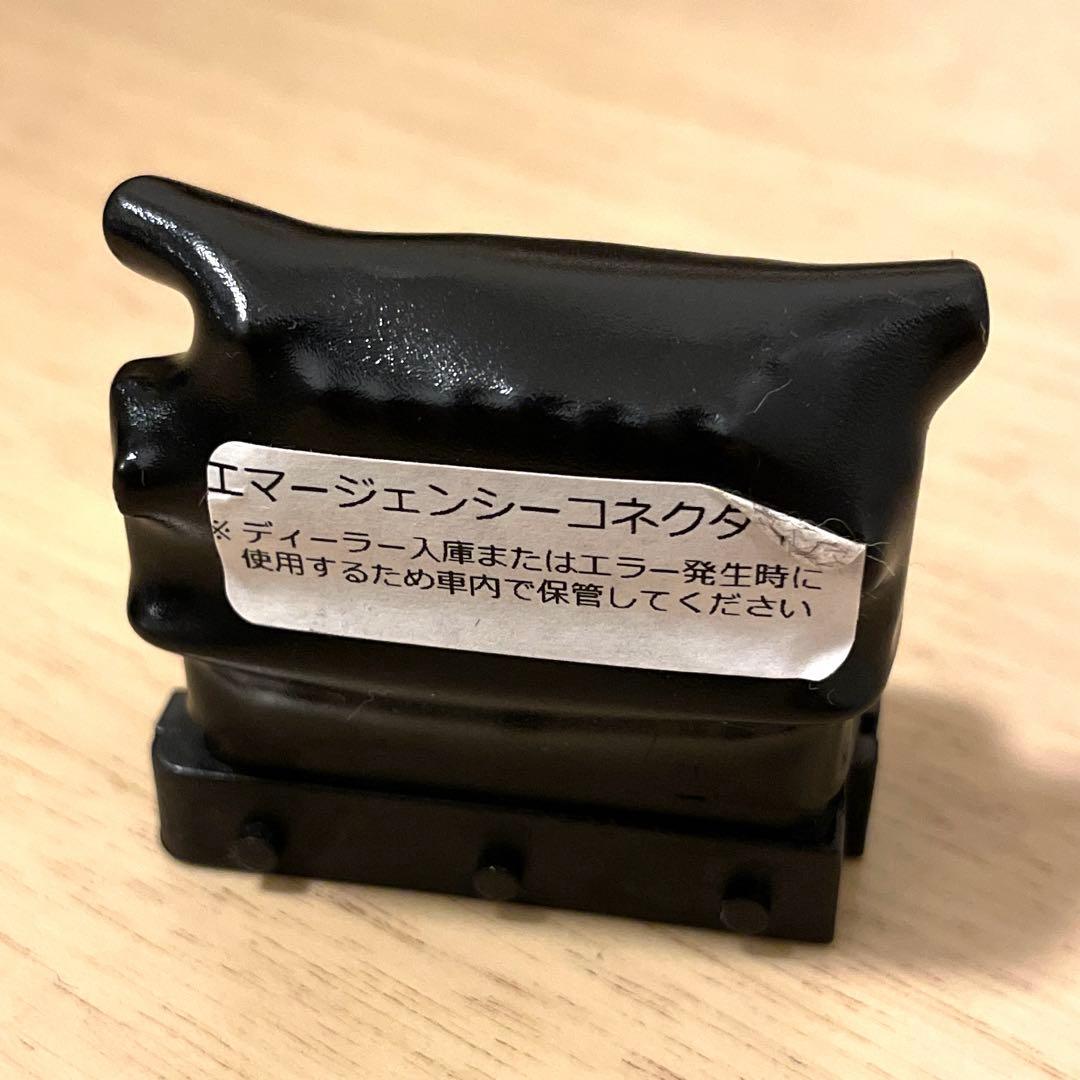 エマージェンシーコネクタ
※ ディーラー入庫またはエラー発生時に
使用するため車内で保管してください